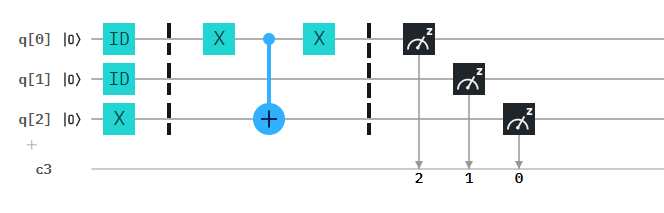 q[0] |0⟩ ID X X z
q[1] |0⟩ ID z
q[2] |0⟩ X + z
+
c3 2 1 0